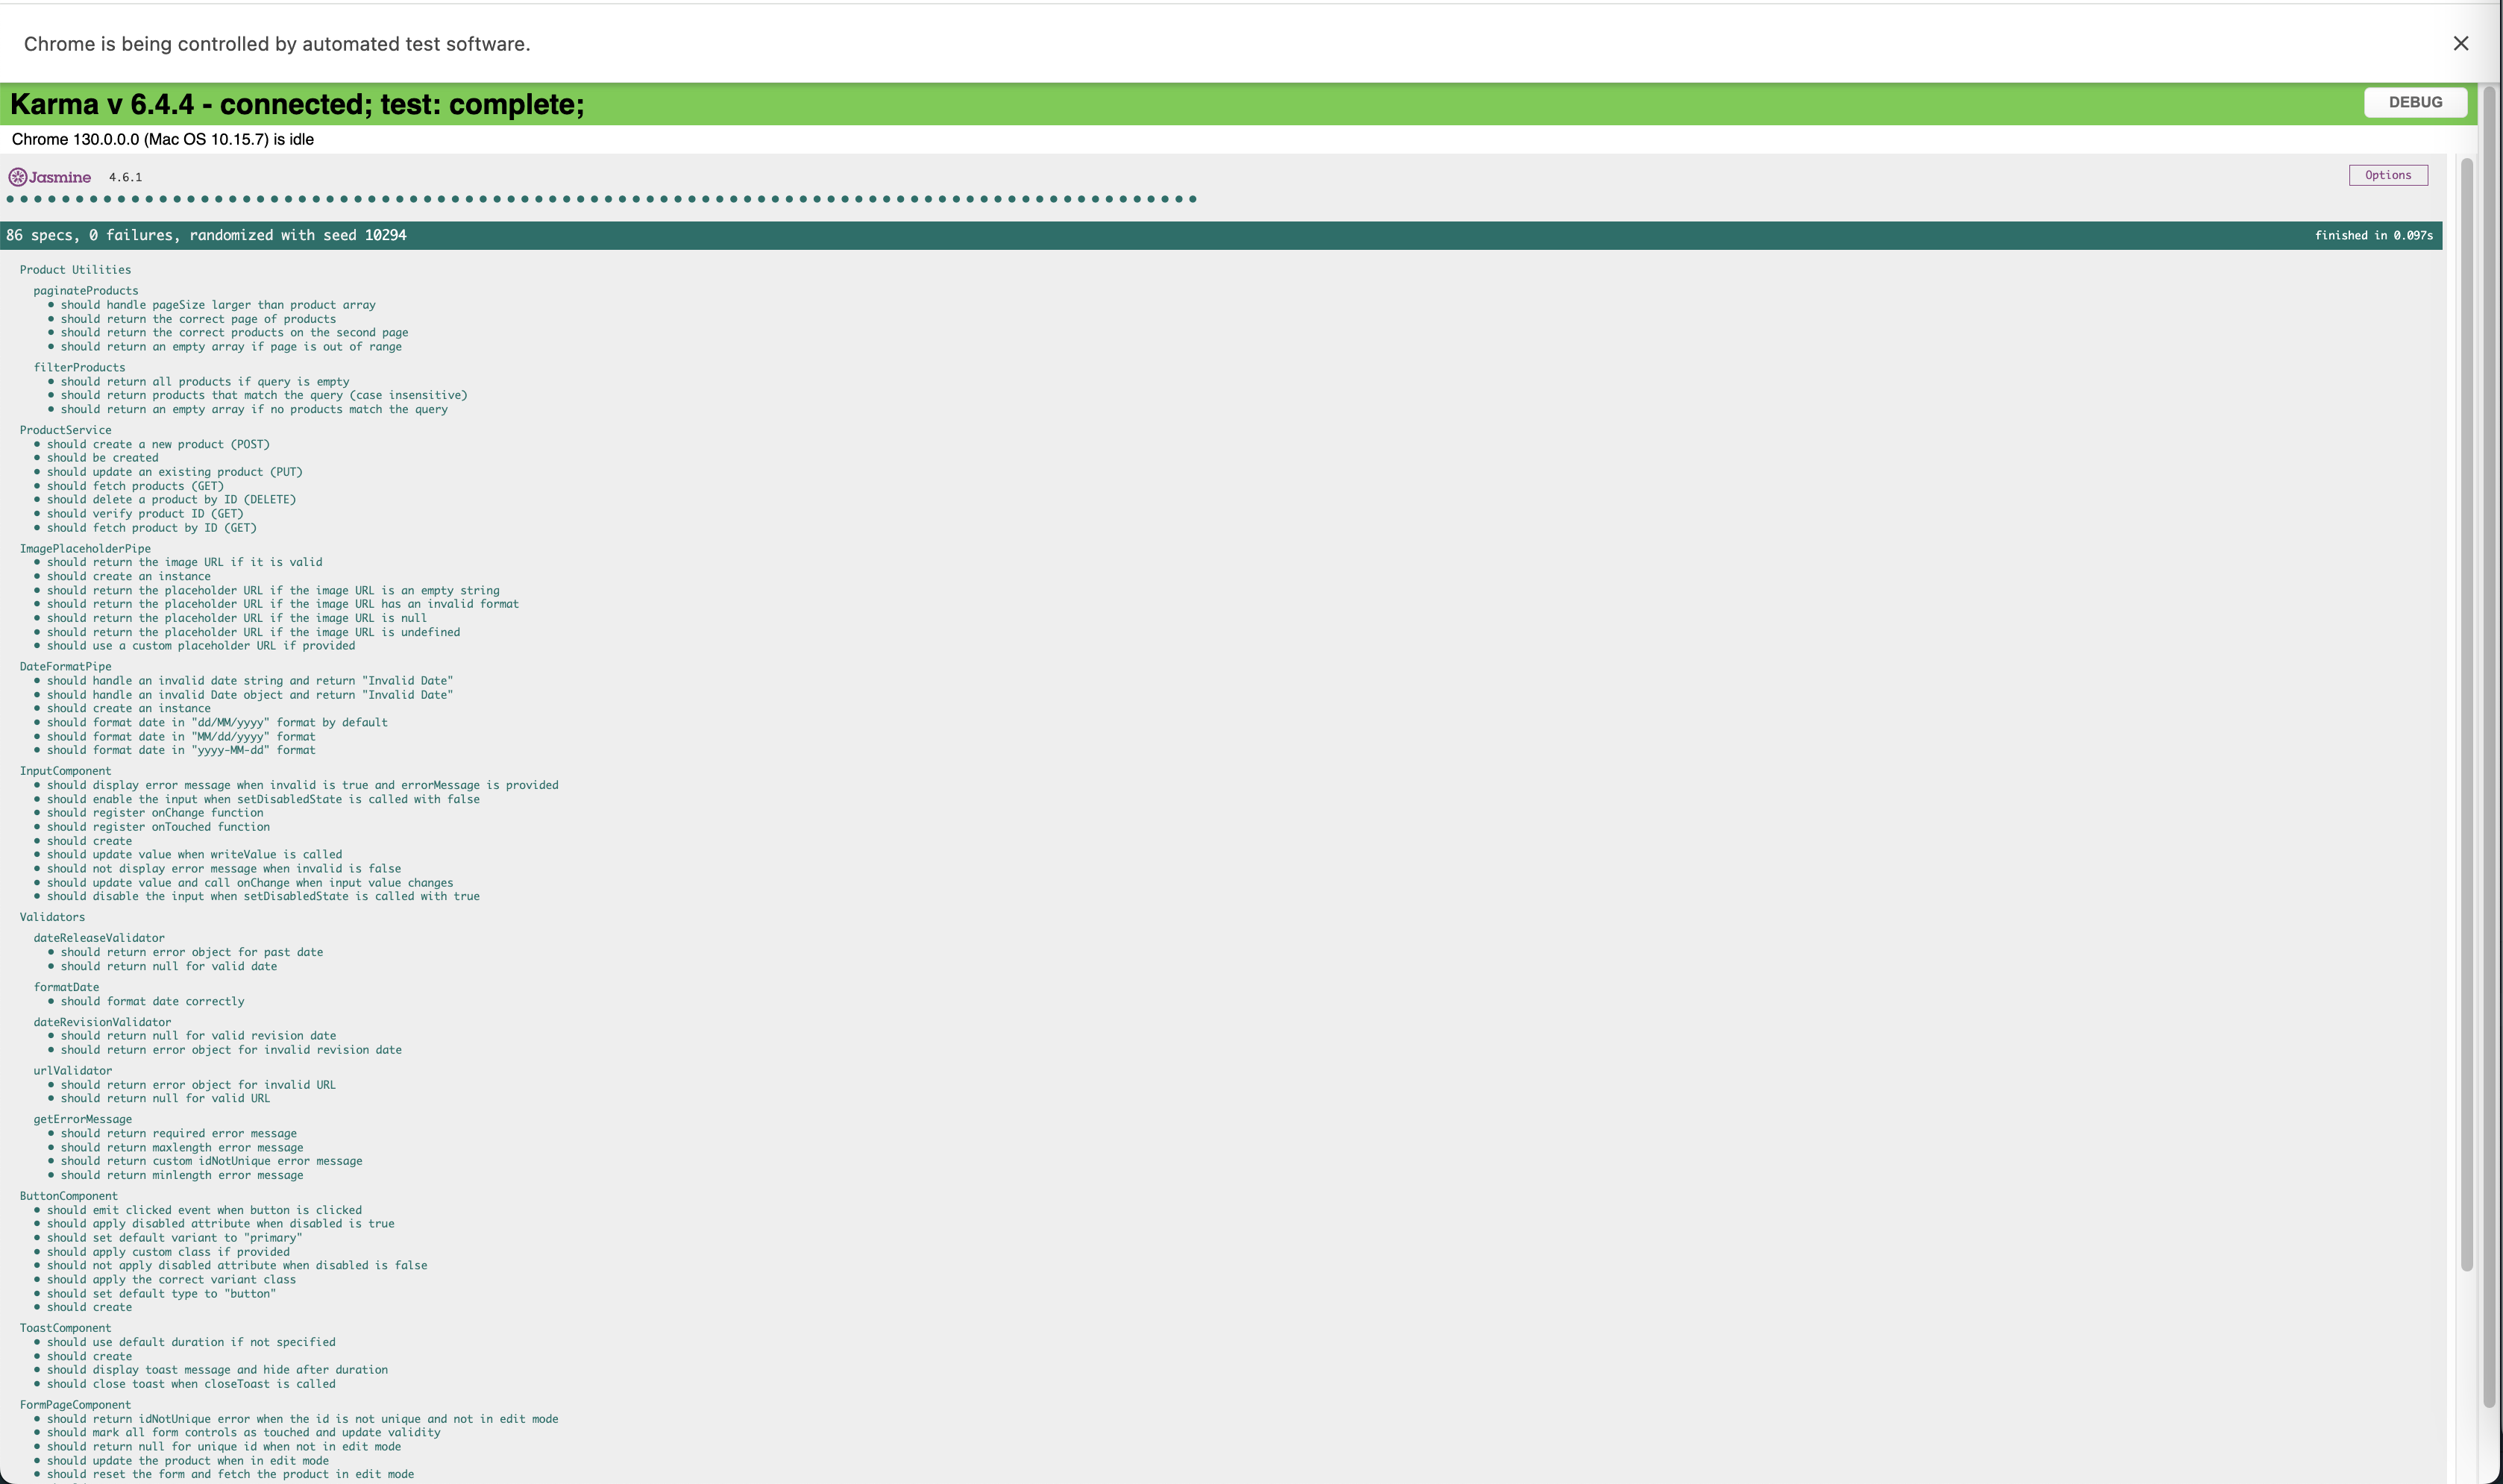 Chrome is being controlled by automated test software.
Karma v 6.4.4 - connected; test: complete;
DEBUG
Chrome 130.0.0.0 (Mac OS 10.15.7) is idle
Jasmine 4.6.1
Options
86 specs, 0 failures, randomized with seed 10294
finished in 0.097s
Product Utilities
paginateProducts
• should handle pageSize larger than product array
• should return the correct page of products
• should return the correct products on the second page
• should return an empty array if page is out of range
filterProducts
• should return all products if query is empty
• should return products that match the query (case insensitive)
• should return an empty array if no products match the query
ProductService
• should create a new product (POST)
• should be created
• should update an existing product (PUT)
• should fetch products (GET)
• should delete a product by ID (DELETE)
• should verify product ID (GET)
• should fetch product by ID (GET)
ImagePlaceholderPipe
• should return the image URL if it is valid
• should create an instance
• should return the placeholder URL if the image URL is an empty string
• should return the placeholder URL if the image URL has an invalid format
• should return the placeholder URL if the image URL is null
• should return the placeholder URL if the image URL is undefined
• should use a custom placeholder URL if provided
DateFormatPipe
• should handle an invalid date string and return "Invalid Date"
• should handle an invalid Date object and return "Invalid Date"
• should create an instance
• should format date in "dd/MM/yyyy" format by default
• should format date in "MM/dd/yyyy" format
• should format date in "yyyy-MM-dd" format
InputComponent
• should display error message when invalid is true and errorMessage is provided
• should enable the input when setDisabledState is called with false
• should register onChange function
• should register onTouched function
• should create
• should update value when writeValue is called
• should not display error message when invalid is false
• should update value and call onChange when input value changes
• should disable the input when setDisabledState is called with true
Validators
dateReleaseValidator
• should return error object for past date
• should return null for valid date
formatDate
• should format date correctly
dateRevisionValidator
• should return null for valid revision date
• should return error object for invalid revision date
urlValidator
• should return error object for invalid URL
• should return null for valid URL
getErrorMessage
• should return required error message
• should return maxlength error message
• should return custom idNotUnique error message
• should return minlength error message
ButtonComponent
• should emit clicked event when button is clicked
• should apply disabled attribute when disabled is true
• should set default variant to "primary"
• should apply custom class if provided
• should not apply disabled attribute when disabled is false
• should apply the correct variant class
• should set default type to "button"
• should create
ToastComponent
• should use default duration if not specified
• should create
• should display toast message and hide after duration
• should close toast when closeToast is called
FormPageComponent
• should return idNotUnique error when the id is not unique and not in edit mode
• should mark all form controls as touched and update validity
• should return null for unique id when not in edit mode
• should update the product when in edit mode
• should reset the form and fetch the product in edit mode